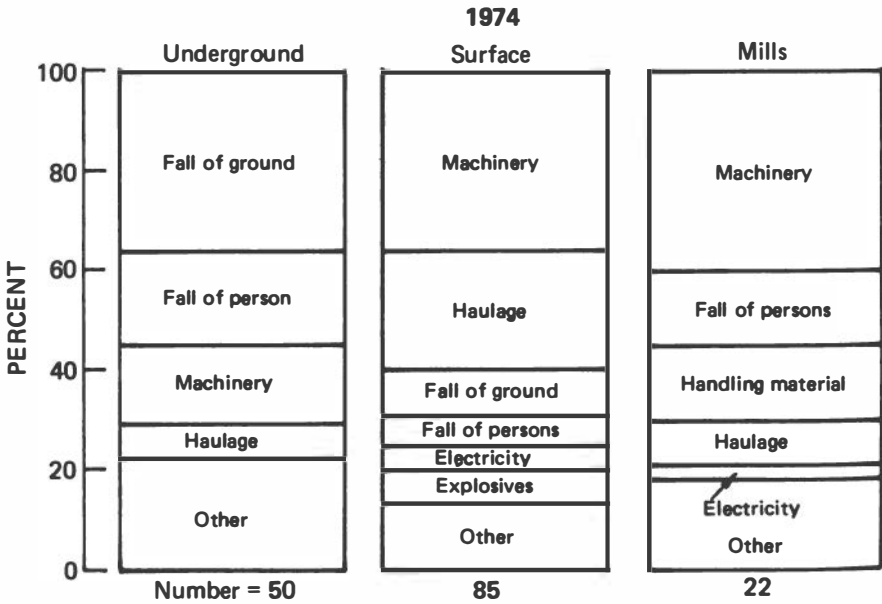 1974
Underground
Surface
Mills
PERCENT
100
80
60
40
20
0
Fall of ground
Fall of person
Machinery
Haulage
Other
Machinery
Haulage
Fall of ground
Fall of persons
Electricity
Explosives
Other
Machinery
Fall of persons
Handling material
Haulage
Electricity
Other
Number = 50
85
22